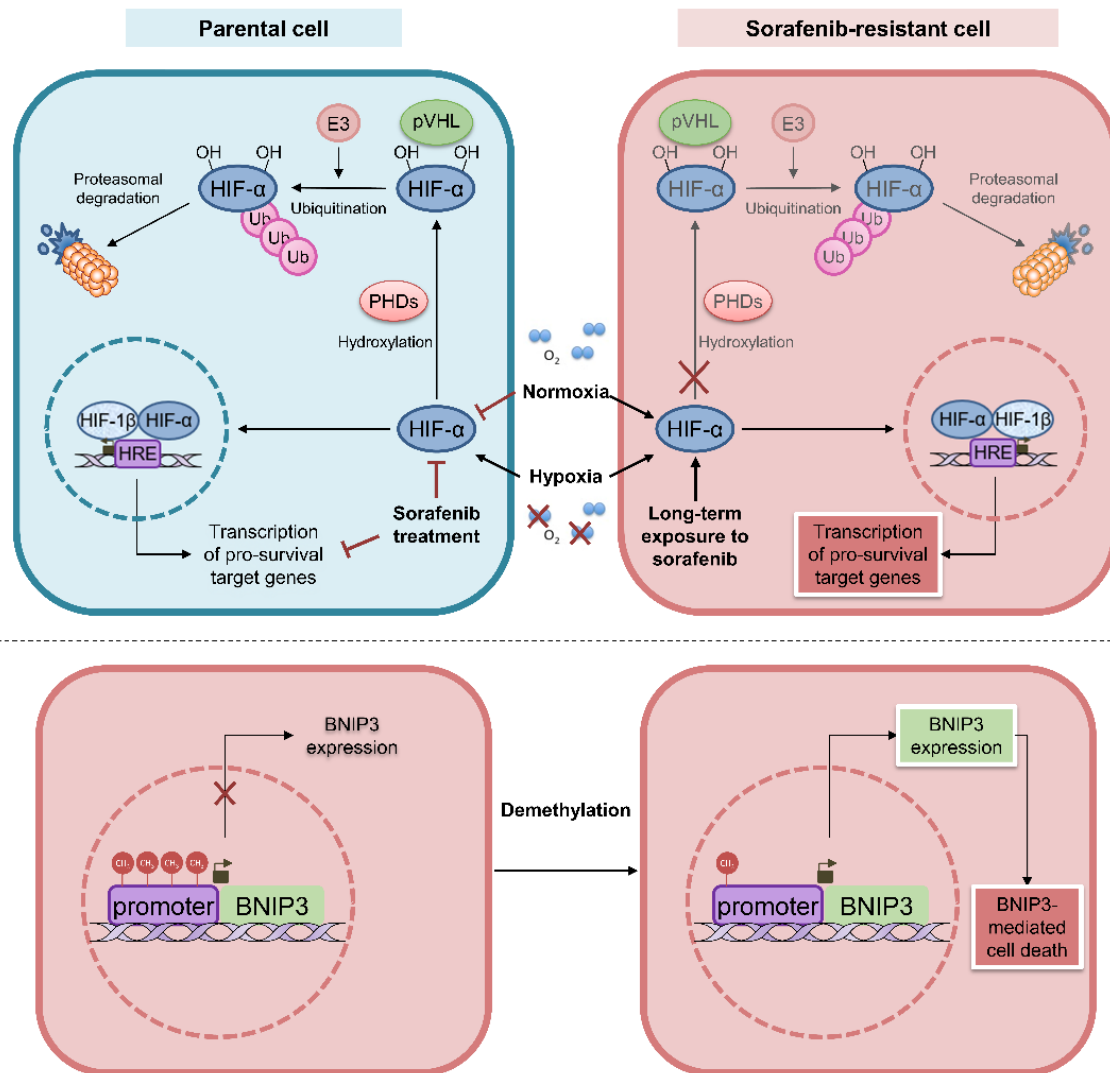 Parental cell
Sorafenib-resistant cell
E3
pVHL
OH
OH
OH
OH
HIF-α
HIF-α
Ubiquitination
Proteasomal
degradation
Ub
Ub
Ub
PHDs
Hydroxylation
HIF-1β
HIF-α
HRE
HIF-α
Sorafenib
treatment
Transcription
of pro-survival
target genes
O2
Normoxia
Hypoxia
O2
pVHL
E3
OH
OH
OH
OH
HIF-α
HIF-α
Ubiquitination
Proteasomal
degradation
Ub
Ub
Ub
PHDs
Hydroxylation
HIF-α
HIF-α
HIF-1β
HRE
Long-term
exposure to
sorafenib
Transcription
of pro-survival
target genes
BNIP3
expression
CH3
CH3
CH3
promoter
BNIP3
Demethylation
BNIP3
expression
promoter
BNIP3
BNIP3-
mediated
cell death